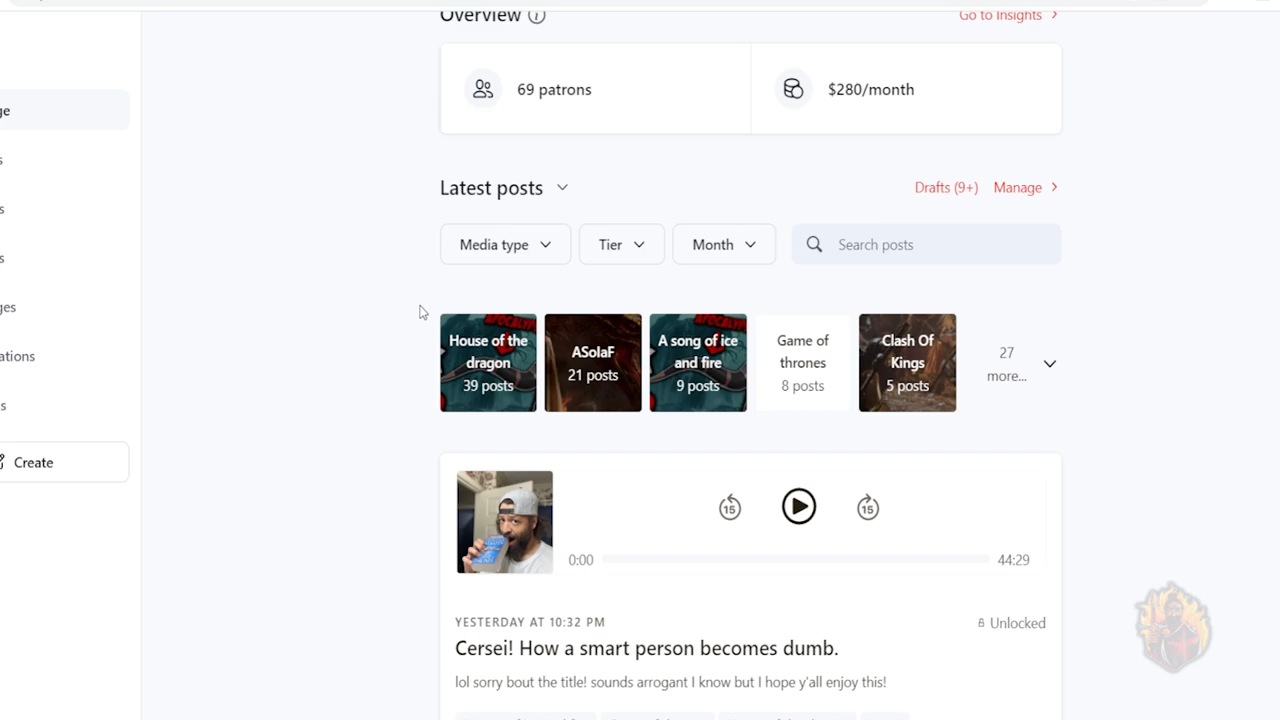 Overview
Go to Insights
69 patrons
$280/month
Latest posts
Drafts (9+)
Manage
Media type
Tier
Month
Search posts
House of the
dragon
39 posts
ASoIaF
21 posts
A song of ice
and fire
9 posts
Game of
thrones
8 posts
Clash Of
Kings
5 posts
27
more...
Create
15
15
0:00
44:29
YESTERDAY AT 10:32 PM
Unlocked
Cersei! How a smart person becomes dumb.
lol sorry bout the title! sounds arrogant I know but I hope y'all enjoy this!